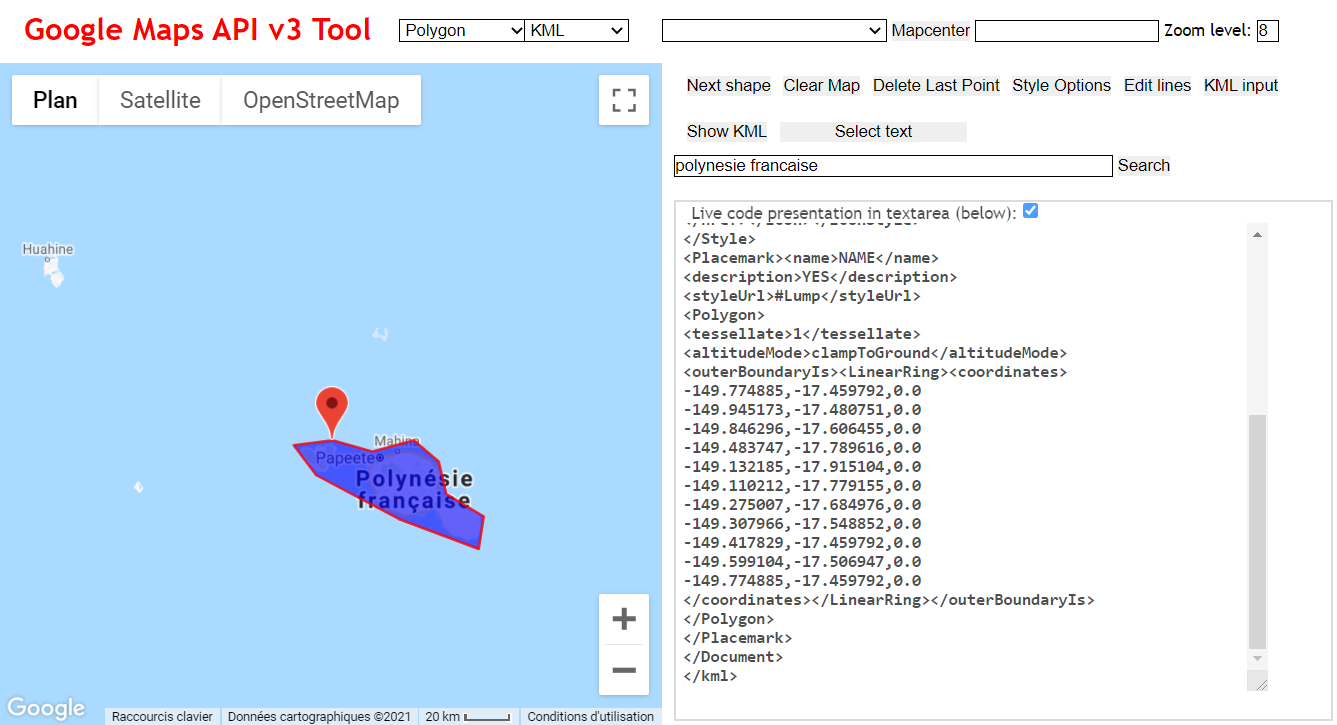 Google Maps API v3 Tool
Polygon KML Mapcenter Zoom level: 8
Plan Satellite OpenStreetMap
Next shape Clear Map Delete Last Point Style Options Edit lines KML input
Show KML Select text
polynesie francaise Search
Live code presentation in textarea (below):
</Style>
<Placemark><name>NAME</name>
<description>YES</description>
<styleUrl>#Lump</styleUrl>
<Polygon>
<tessellate>1</tessellate>
<altitudeMode>clampToGround</altitudeMode>
<outerBoundaryIs><LinearRing><coordinates>
-149.774885,-17.459792,0.0
-149.945173,-17.480751,0.0
-149.846296,-17.606455,0.0
-149.483747,-17.789616,0.0
-149.132185,-17.915104,0.0
-149.110212,-17.779155,0.0
-149.275007,-17.684976,0.0
-149.307966,-17.548852,0.0
-149.417829,-17.459792,0.0
-149.599104,-17.506947,0.0
-149.774885,-17.459792,0.0
</coordinates></LinearRing></outerBoundaryIs>
</Polygon>
</Placemark>
</Document>
</kml>
Huahine
Mahina
Papeete
Polynésie
française
Google
Raccourcis clavier Données cartographiques ©2021 20 km Conditions d'utilisation